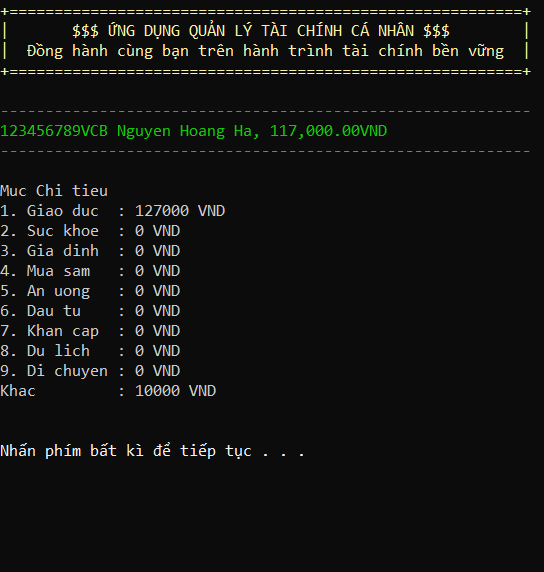 +=========================================================+
|       $$$ ỨNG DỤNG QUẢN LÝ TÀI CHÍNH CÁ NHÂN $$$        |
|  Đồng hành cùng bạn trên hành trình tài chính bền vững  |
+=========================================================+
-----------------------------------------------------------
123456789VCB Nguyen Hoang Ha, 117,000.00VND
-----------------------------------------------------------
Muc Chi tieu
1. Giao duc  : 127000 VND
2. Suc khoe  : 0 VND
3. Gia dinh  : 0 VND
4. Mua sam   : 0 VND
5. An uong   : 0 VND
6. Dau tu    : 0 VND
7. Khan cap  : 0 VND
8. Du lich   : 0 VND
9. Di chuyen : 0 VND
Khac         : 10000 VND
Nhấn phím bất kì để tiếp tục . . .